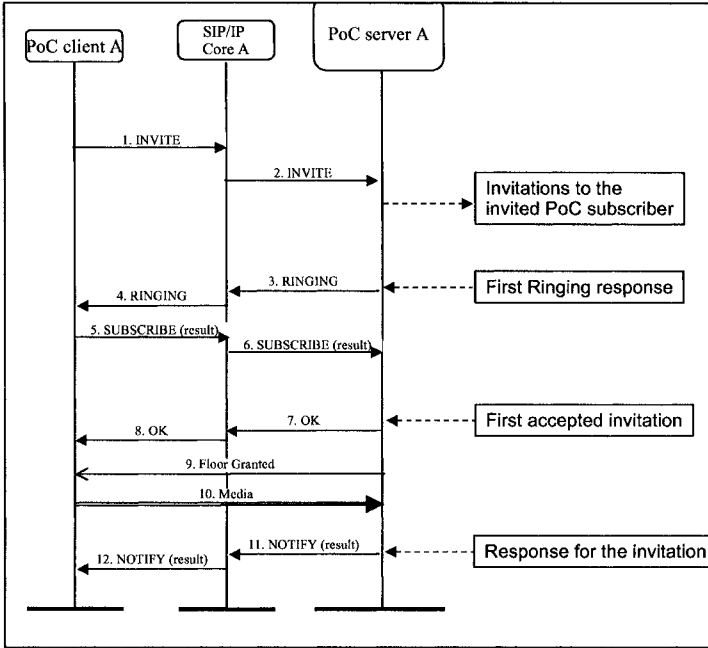 PoC client A
SIP/IP
Core A
PoC server A
1. INVITE
2. INVITE
Invitations to the
invited PoC subscriber
3. RINGING
First Ringing response
4. RINGING
5. SUBSCRIBE (result)
6. SUBSCRIBE (result)
7. OK
First accepted invitation
8. OK
9. Floor Granted
10. Media
11. NOTIFY (result)
Response for the invitation
12. NOTIFY (result)